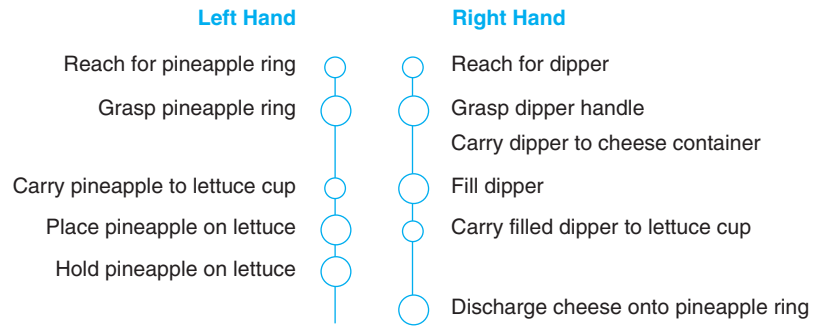 Left Hand Right Hand
Reach for pineapple ring Reach for dipper
Grasp pineapple ring Grasp dipper handle
Carry dipper to cheese container
Carry pineapple to lettuce cup Fill dipper
Place pineapple on lettuce Carry filled dipper to lettuce cup
Hold pineapple on lettuce
Discharge cheese onto pineapple ring